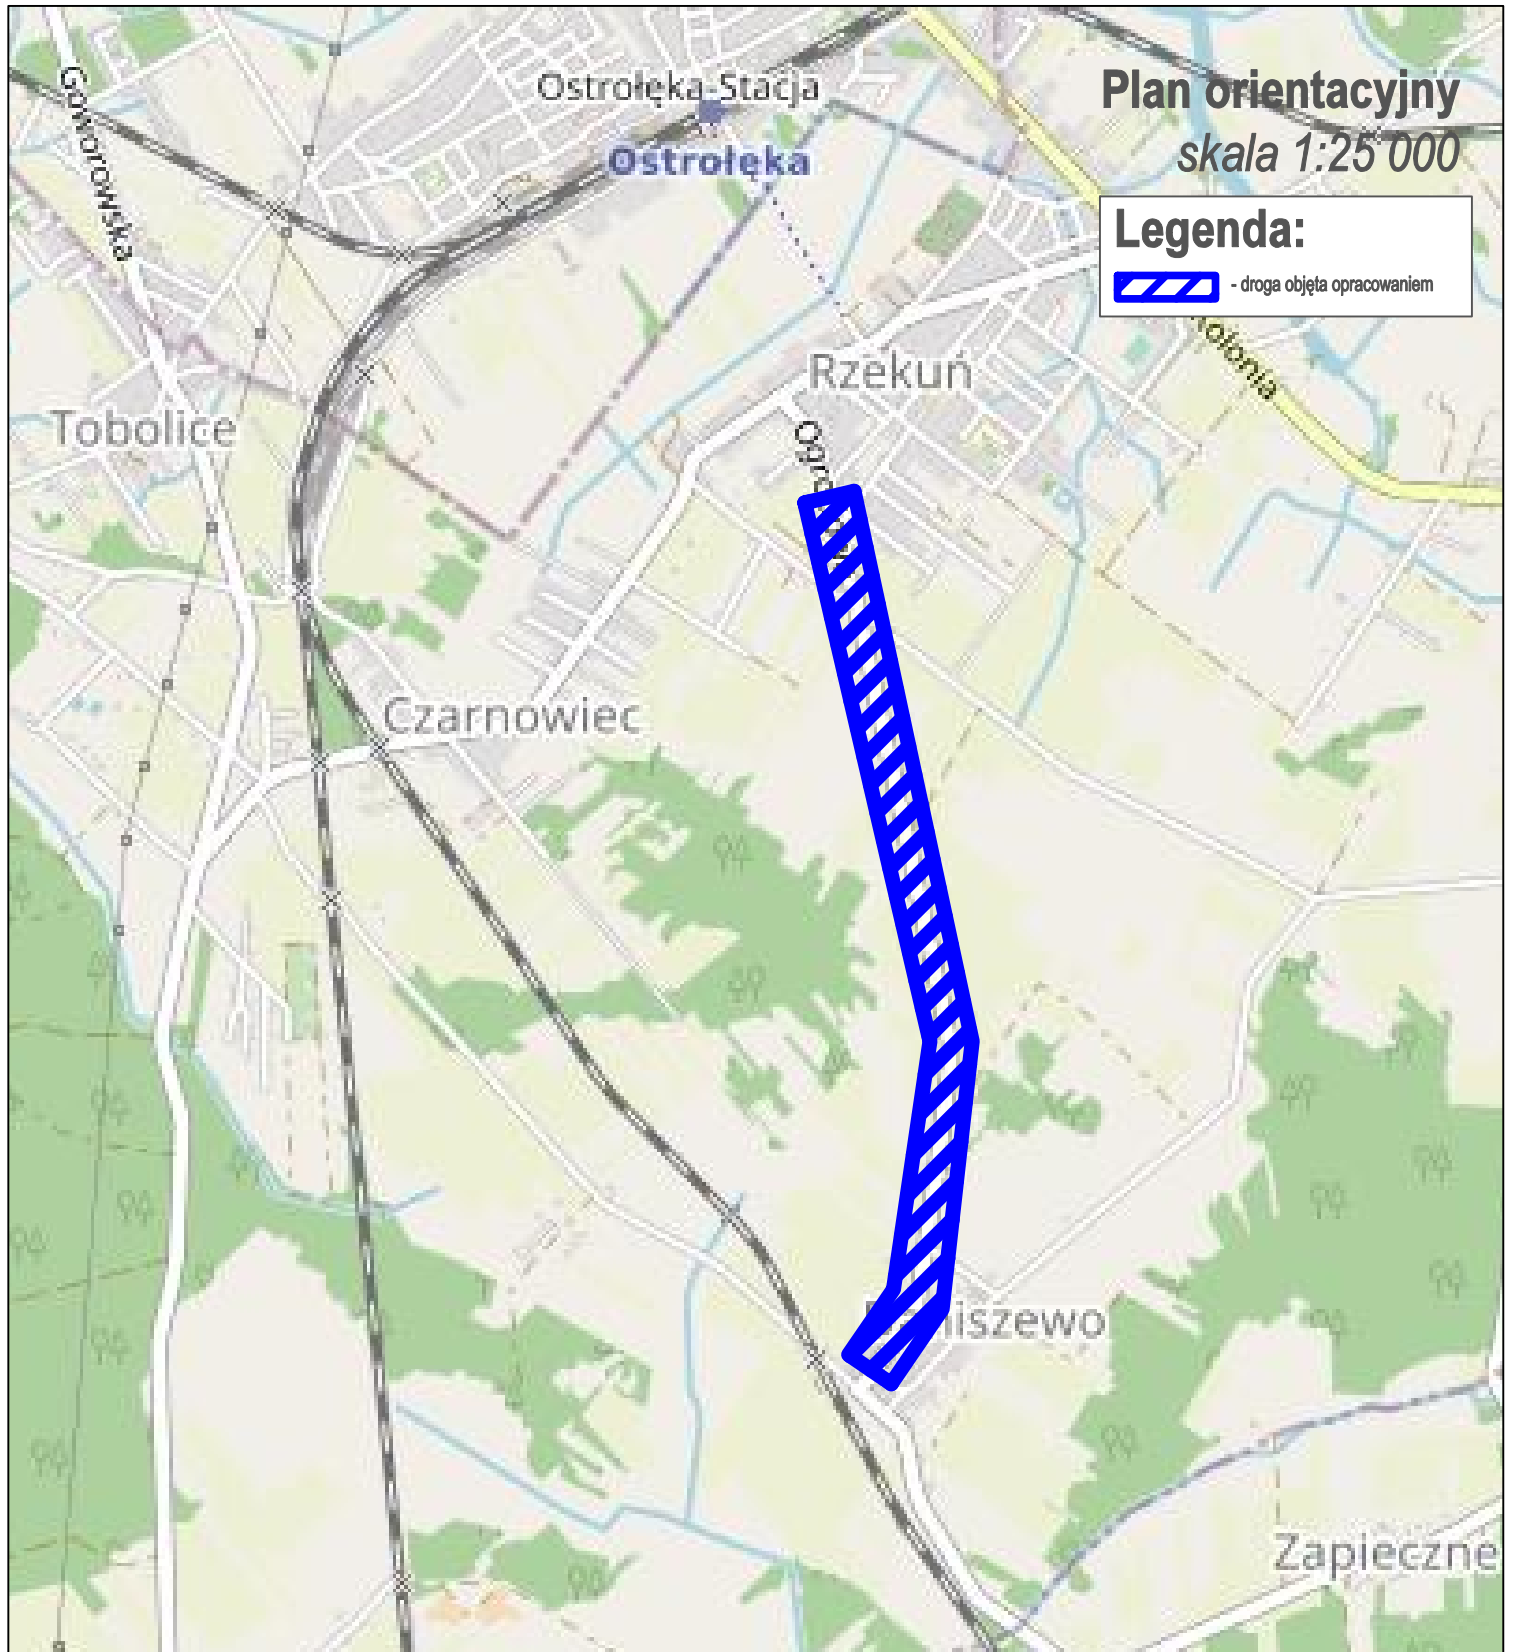 Goworowska
Ostrołęka-Stacja
Ostrołęka
Plan orientacyjny
skala 1:25 000
Legenda:
- droga objęta opracowaniem
Rzekuń
Tobolice
Czarnowiec
Zapieczne